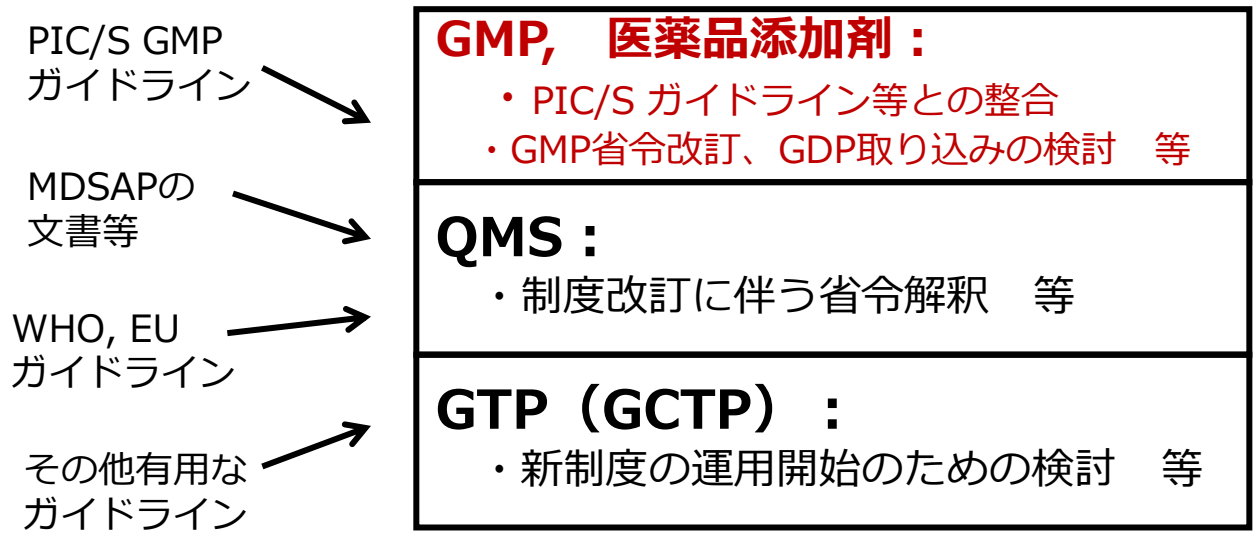 PIC/S GMP
ガイドライン
MDSAPの
文書等
WHO, EU
ガイドライン
その他有用な
ガイドライン
GMP,　医薬品添加剤：
・PIC/S ガイドライン等との整合
・GMP省令改訂、GDP取り込みの検討　等
QMS：
・制度改訂に伴う省令解釈　等
GTP（GCTP）：
・新制度の運用開始のための検討　等